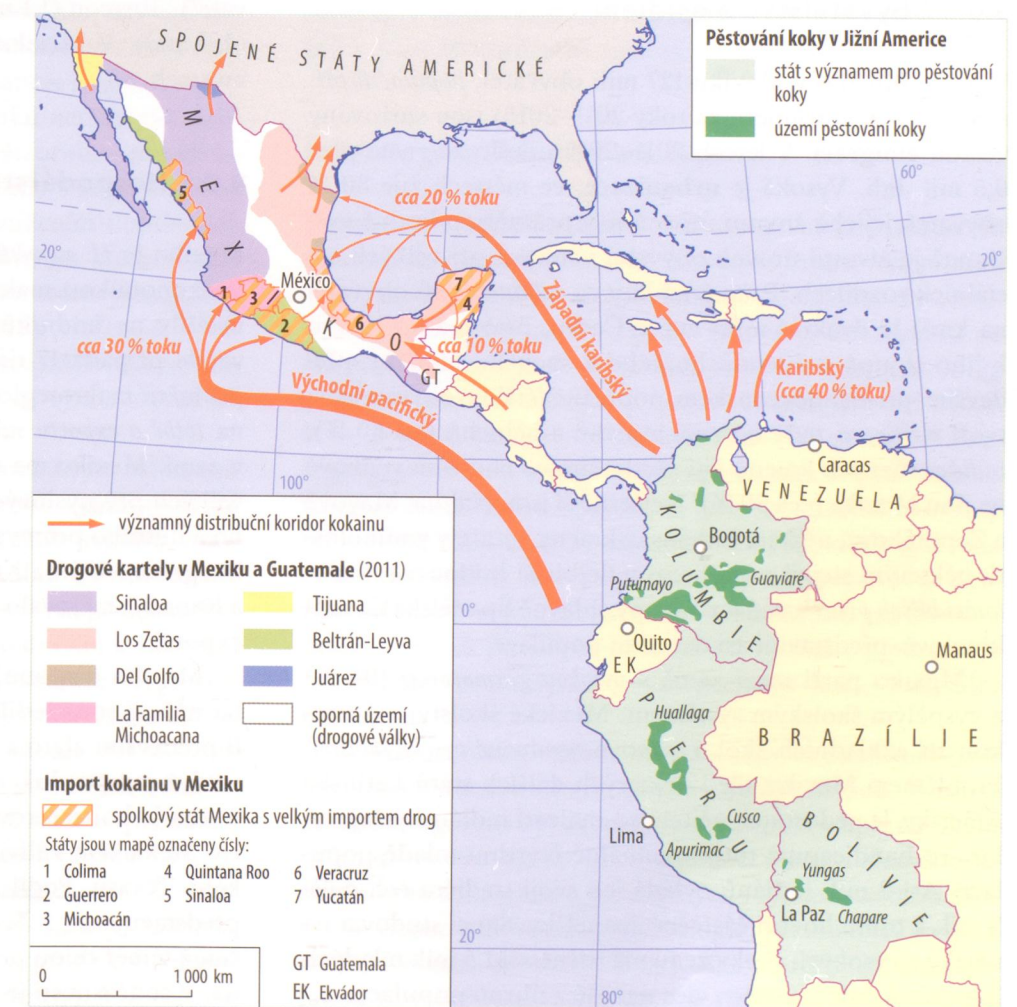 SPOJENÉ STÁTY AMERICKÉ
Pěstování koky v Jižní Americe
stát s významem pro pěstování
koky
území pěstování koky
60°
20°
20°
MEXIKO
México
cca 20 % toku
cca 30 % toku
cca 10 % toku
Západní karibský
Východní pacifický
Karibský
(cca 40 % toku)
GT
1
2
3
4
5
6
7
100°
Caracas
VENEZUELA
KOLUMBIE
Bogotá
Putumayo
Guaviaré
0°
Quito
EK
Manaus
PERU
Huallaga
BRAZÍLIE
Lima
Cusco
Apurimac
BOLÍVIE
Yungas
La Paz
Chapare
20°
80°
významný distribuční koridor kokainu
Drogové kartely v Mexiku a Guatemale (2011)
Sinaloa
Tijuana
Los Zetas
Beltrán-Leyva
Del Golfo
Juárez
La Familia
Michoacana
sporná území
(drogové války)
Import kokainu v Mexiku
spolkový stát Mexika s velkým importem drog
Státy jsou v mapě označeny čísly:
1 Colima
4 Quintana Roo
6 Veracruz
2 Guerrero
5 Sinaloa
7 Yucatán
3 Michoacán
0
1 000 km
GT Guatemala
EK Ekvádor